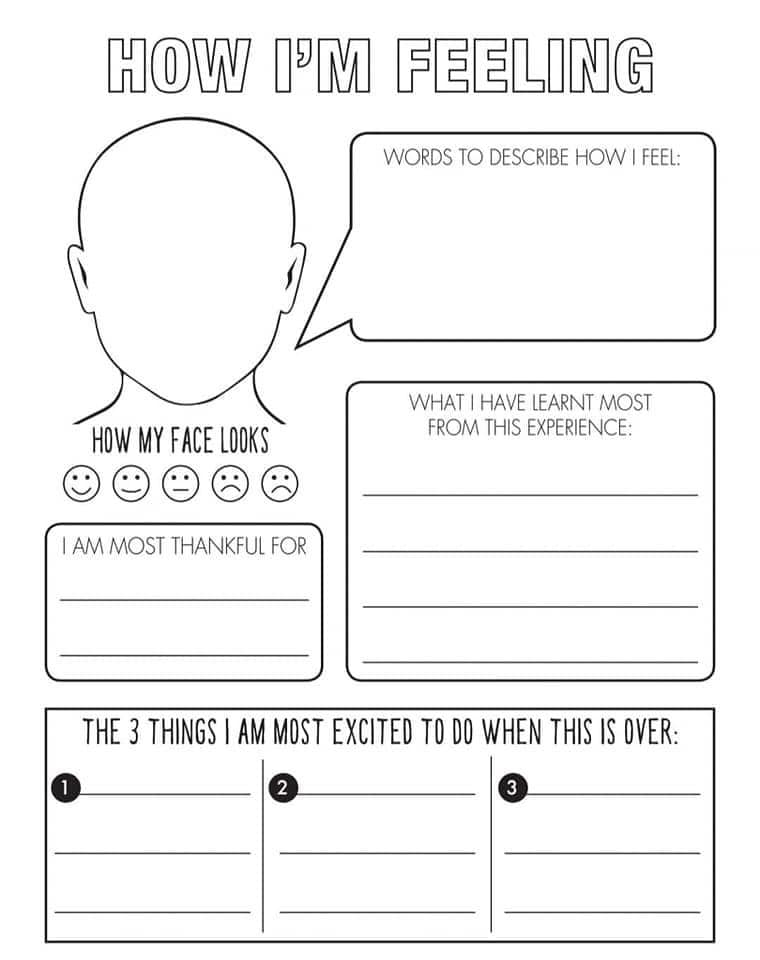 HOW I'M FEELING
WORDS TO DESCRIBE HOW I FEEL:
HOW MY FACE LOOKS
WHAT I HAVE LEARNT MOST
FROM THIS EXPERIENCE:
I AM MOST THANKFUL FOR
THE 3 THINGS I AM MOST EXCITED TO DO WHEN THIS IS OVER:
1
2
3